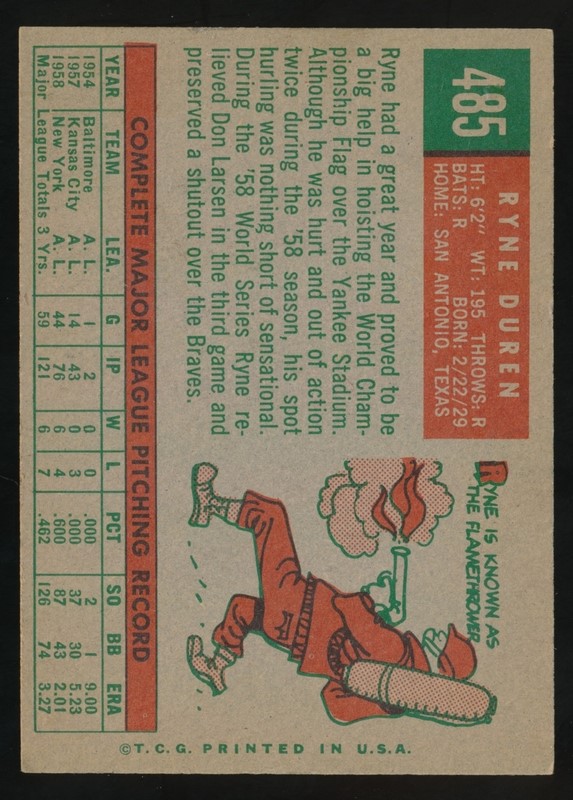 485
RYNE DUREN
HT: 6'2" WT: 195 THROWS: R
BATS: R BORN: 2/22/29
HOME: SAN ANTONIO, TEXAS
Ryne had a great year and proved to be
a big help in hoisting the World Cham-
pionship Flag over the Yankee Stadium.
Although he was hurt and out of action
twice during the '58 season, his spot
hurling was nothing short of sensational.
During the '58 World Series Ryne re-
lieved Don Larsen in the third game and
preserved a shutout over the Braves.
RYNE IS KNOWN AS
THE FLAMETHROWER
COMPLETE MAJOR LEAGUE PITCHING RECORD
YEAR TEAM LEA. G IP W L PCT SO BB ERA
1954 Baltimore A. L. 1 2 0 0 .000 2 1 9.00
1957 Kansas City A. L. 14 43 0 3 .000 37 30 5.23
1958 New York A. L. 44 76 6 4 .600 87 43 2.01
Major League Totals 3 Yrs. 59 121 6 7 .462 126 74 3.27
©T.C.G. PRINTED IN U.S.A.